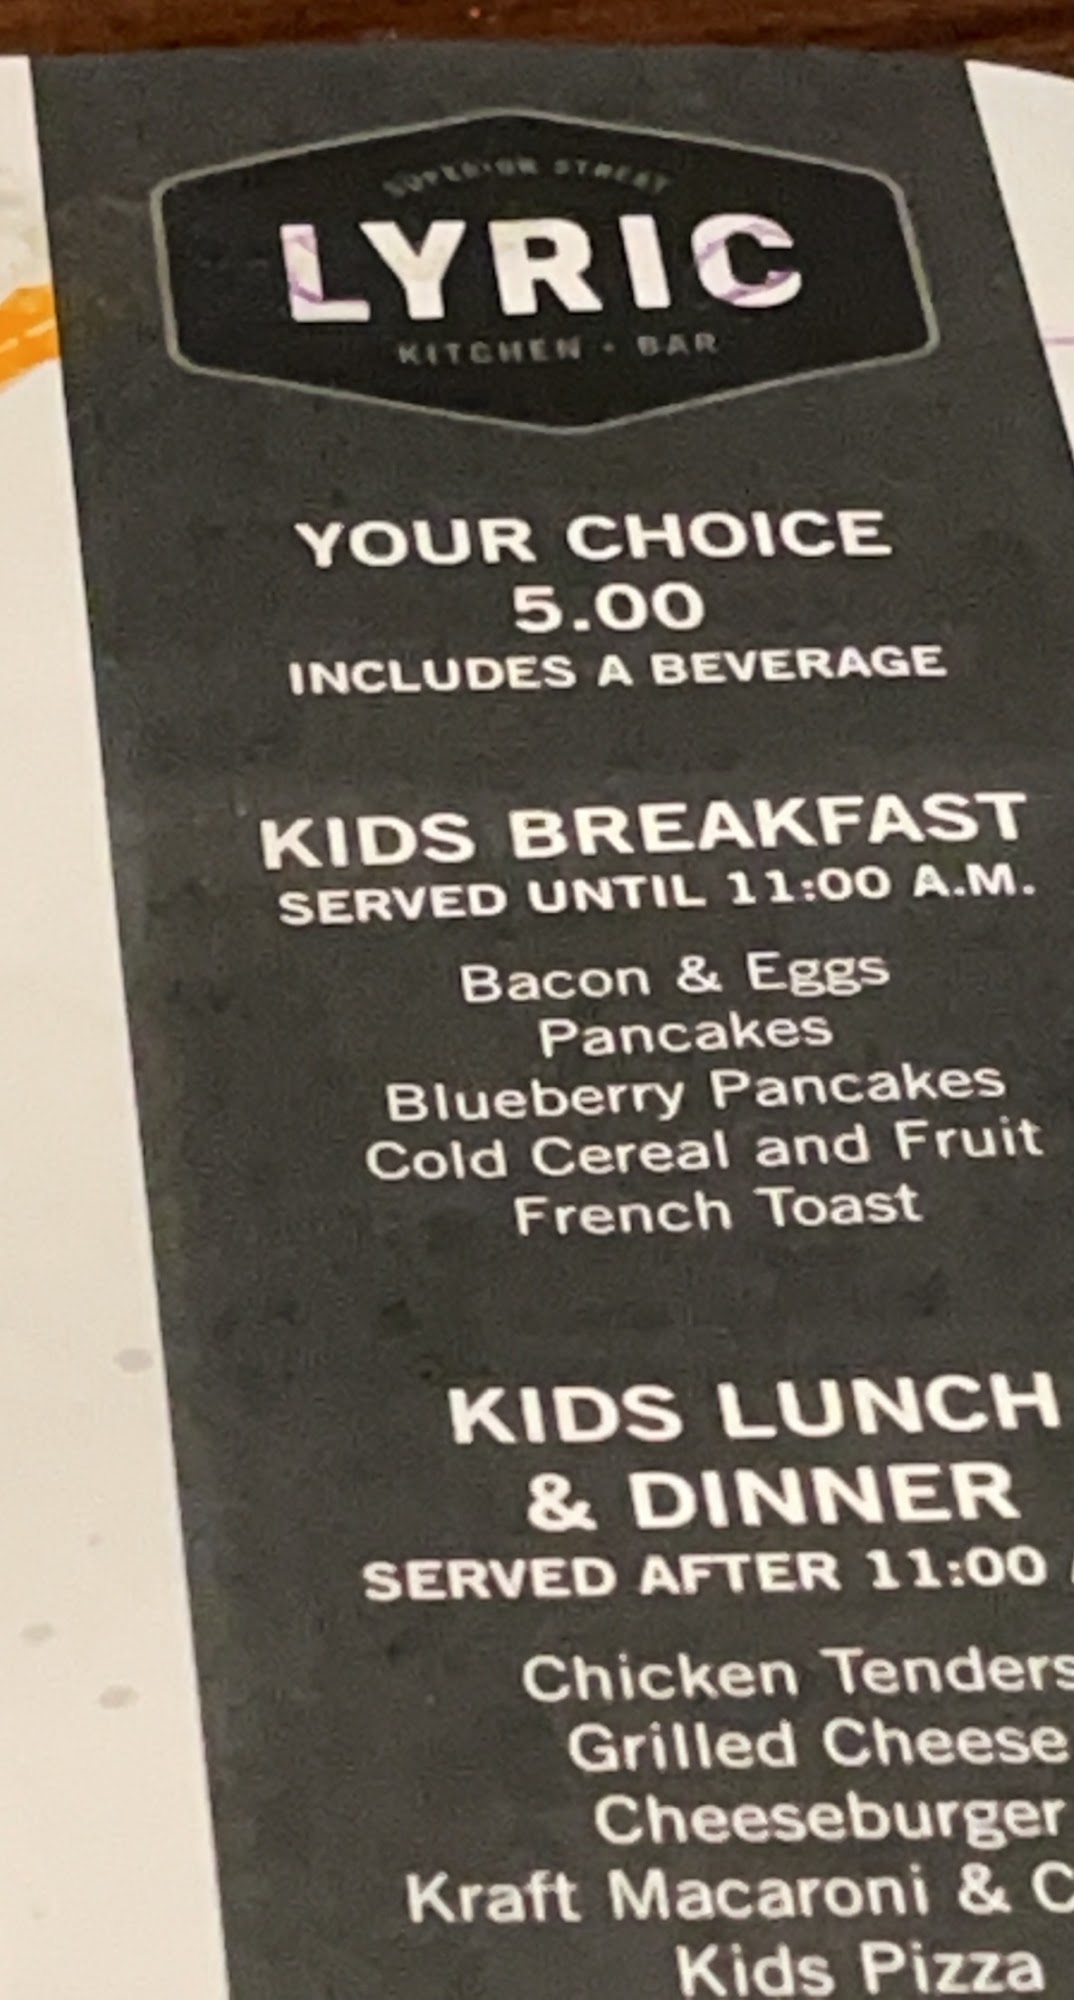 SUPERIOR STREET
LYRIC
KITCHEN • BAR
YOUR CHOICE
5.00
INCLUDES A BEVERAGE
KIDS BREAKFAST
SERVED UNTIL 11:00 A.M.
Bacon & Eggs
Pancakes
Blueberry Pancakes
Cold Cereal and Fruit
French Toast
KIDS LUNCH
& DINNER
SERVED AFTER 11:00
Chicken Tenders
Grilled Cheese
Cheeseburger
Kraft Macaroni & C
Kids Pizza